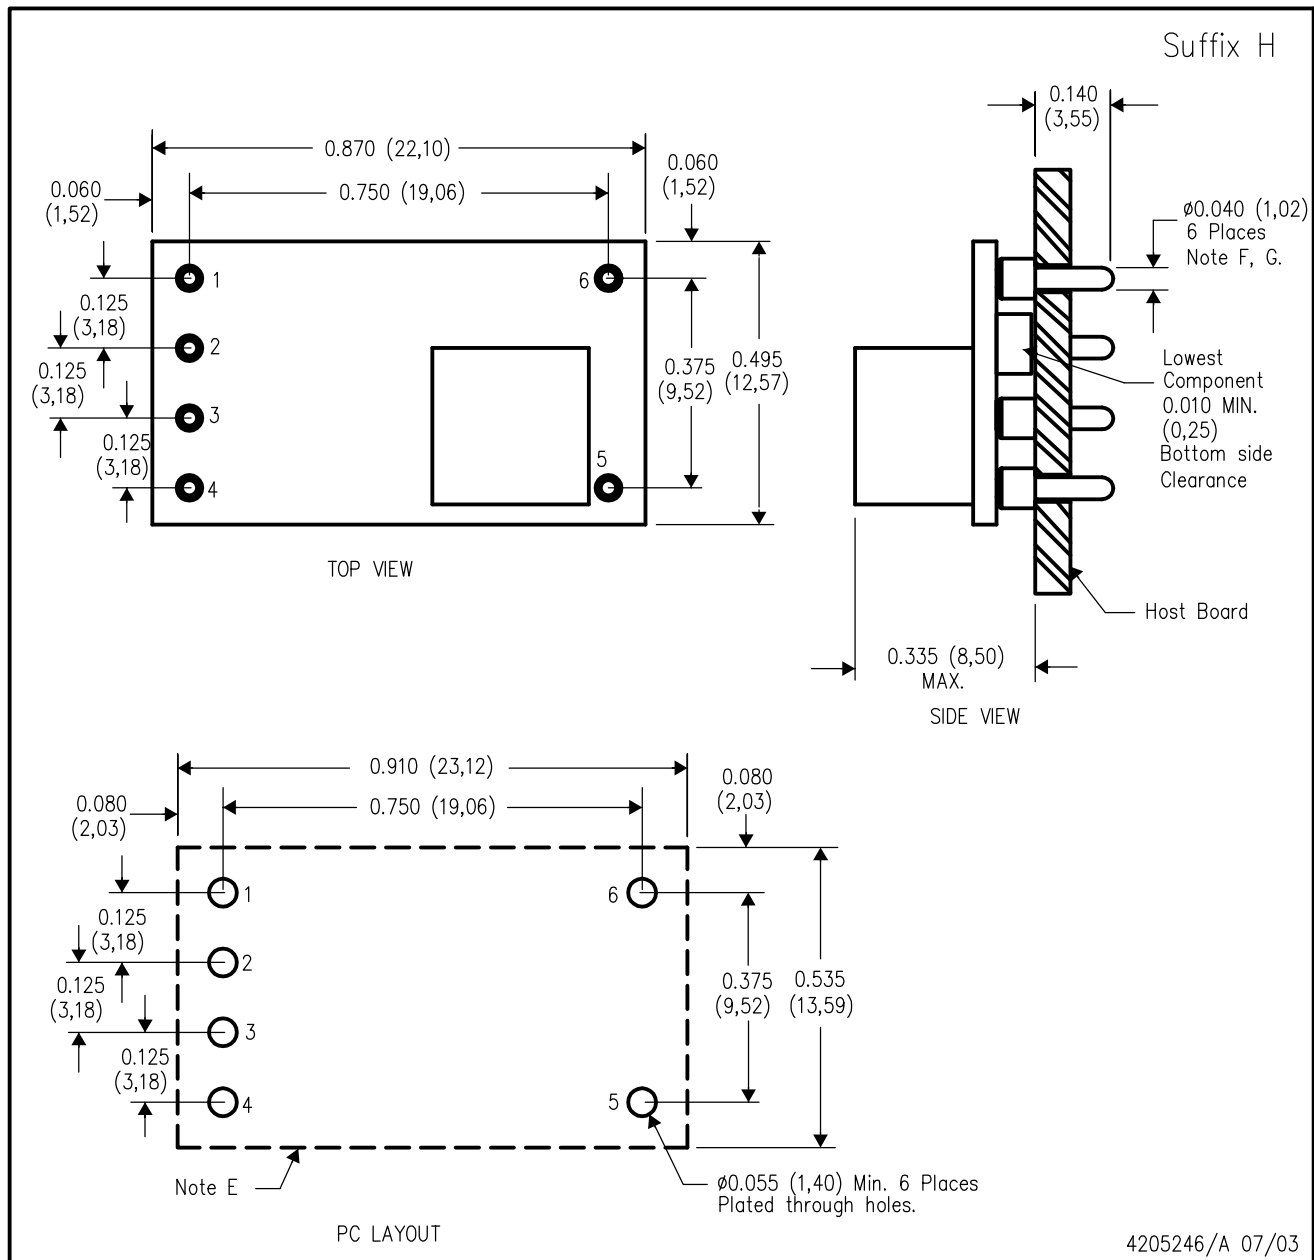 Suffix H
0.870 (22,10)
0.750 (19,06)
0.060
(1,52)
0.060
(1,52)
1
6
0.125
(3,18)
2
0.125
(3,18)
3
0.125
(3,18)
4
5
0.375
(9,52)
0.495
(12,57)
TOP VIEW
0.140
(3,55)
ø0.040 (1,02)
6 Places
Note F, G.
Lowest
Component
0.010 MIN.
(0,25)
Bottom side
Clearance
Host Board
0.335 (8,50)
MAX.
SIDE VIEW
0.910 (23,12)
0.750 (19,06)
0.080
(2,03)
0.080
(2,03)
1
6
0.125
(3,18)
2
0.125
(3,18)
3
0.125
(3,18)
4
5
0.375
(9,52)
0.535
(13,59)
Note E
ø0.055 (1,40) Min. 6 Places
Plated through holes.
PC LAYOUT
4205246/A 07/03